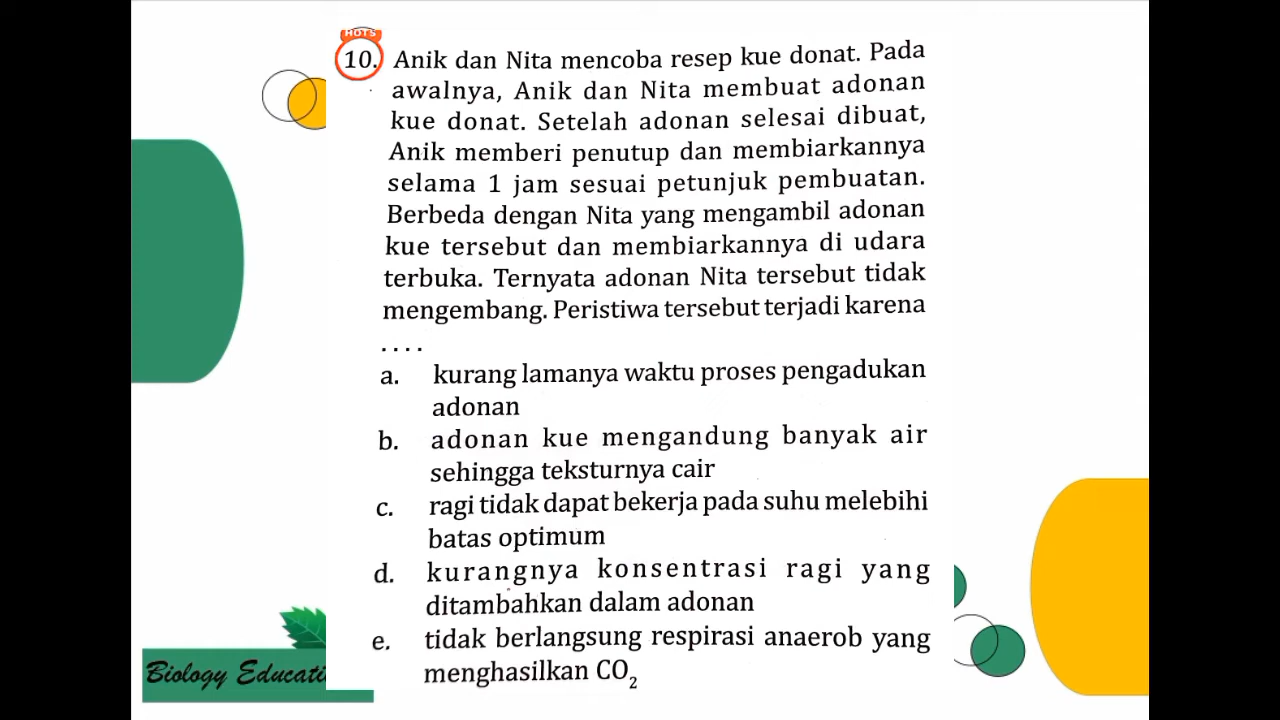 HOTS
10. Anik dan Nita mencoba resep kue donat. Pada
awalnya, Anik dan Nita membuat adonan
kue donat. Setelah adonan selesai dibuat,
Anik memberi penutup dan membiarkannya
selama 1 jam sesuai petunjuk pembuatan.
Berbeda dengan Nita yang mengambil adonan
kue tersebut dan membiarkannya di udara
terbuka. Ternyata adonan Nita tersebut tidak
mengembang. Peristiwa tersebut terjadi karena
....
a. kurang lamanya waktu proses pengadukan
adonan
b. adonan kue mengandung banyak air
sehingga teksturnya cair
c. ragi tidak dapat bekerja pada suhu melebihi
batas optimum
d. kurangnya konsentrasi ragi yang
ditambahkan dalam adonan
e. tidak berlangsung respirasi anaerob yang
menghasilkan CO₂
Biology Educati